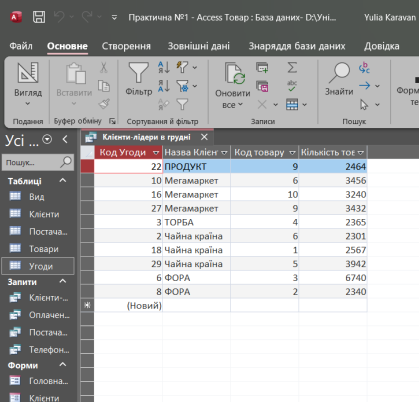 Практична №1 - Access Товар : База даних- D:\Уні... Yulia Karavan
Файл Основне Створення Зовнішні дані Знаряддя бази даних Довідка
Вигляд Вставити Фільтр Оновити все Знайти Форм
Подання Буфер обміну Сортування й фільтр Записи Пошук
Усі ... Клієнти-лідери в грудні
Пошук...
Таблиці
Вид
Клієнти
Постача...
Товари
Угоди
Запити
Клієнти-...
Оплачен...
Постача...
Телефон...
Форми
Головна...
Клієнти
Код Угоди Назва Клієн Код товару Кількість тов
22 ПРОДУКТ 9 2464
10 Мегамаркет 6 3456
16 Мегамаркет 10 3240
27 Мегамаркет 9 3432
3 ТОРБА 4 2365
2 Чайна країна 6 2301
18 Чайна країна 1 2567
29 Чайна країна 5 3942
6 ФОРА 3 6740
8 ФОРА 2 2340
(Новий)